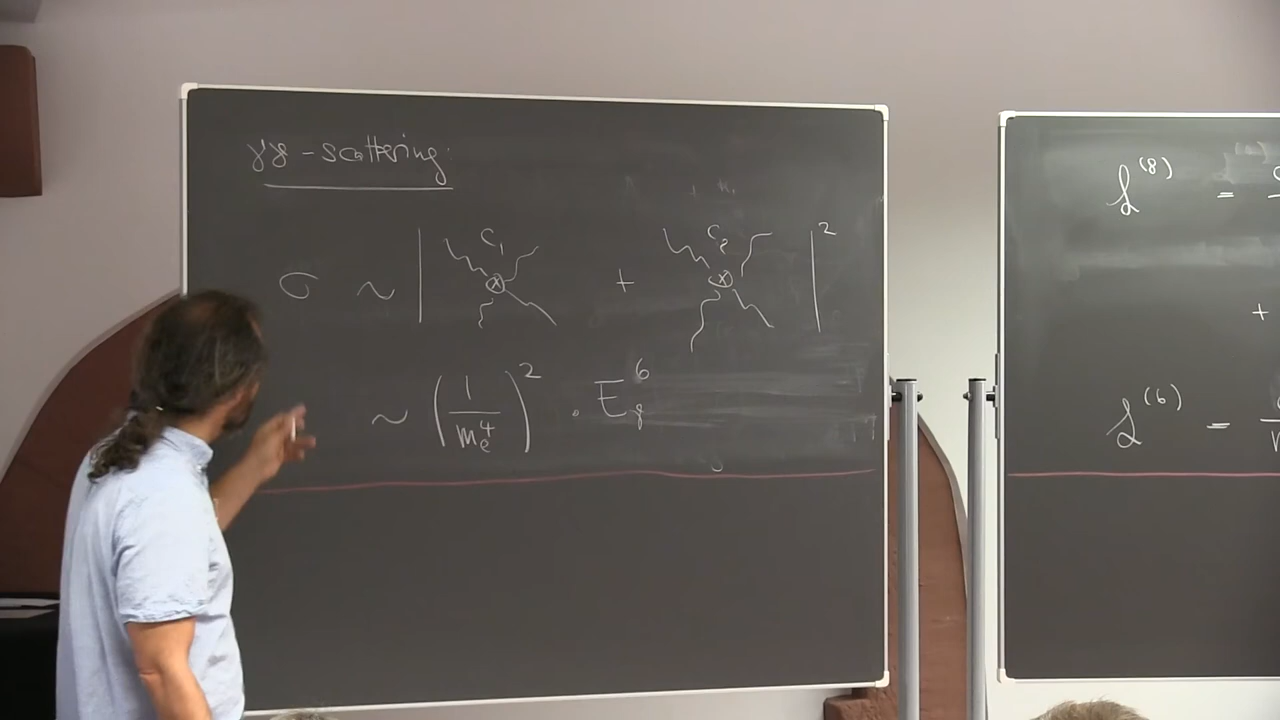 γγ - scattering:
C₁ C₂
σ ~ | + |²
~ (1/mₑ⁴)² · E_γ⁶
ℒ⁽⁸⁾ =
+
ℒ⁽⁶⁾ =